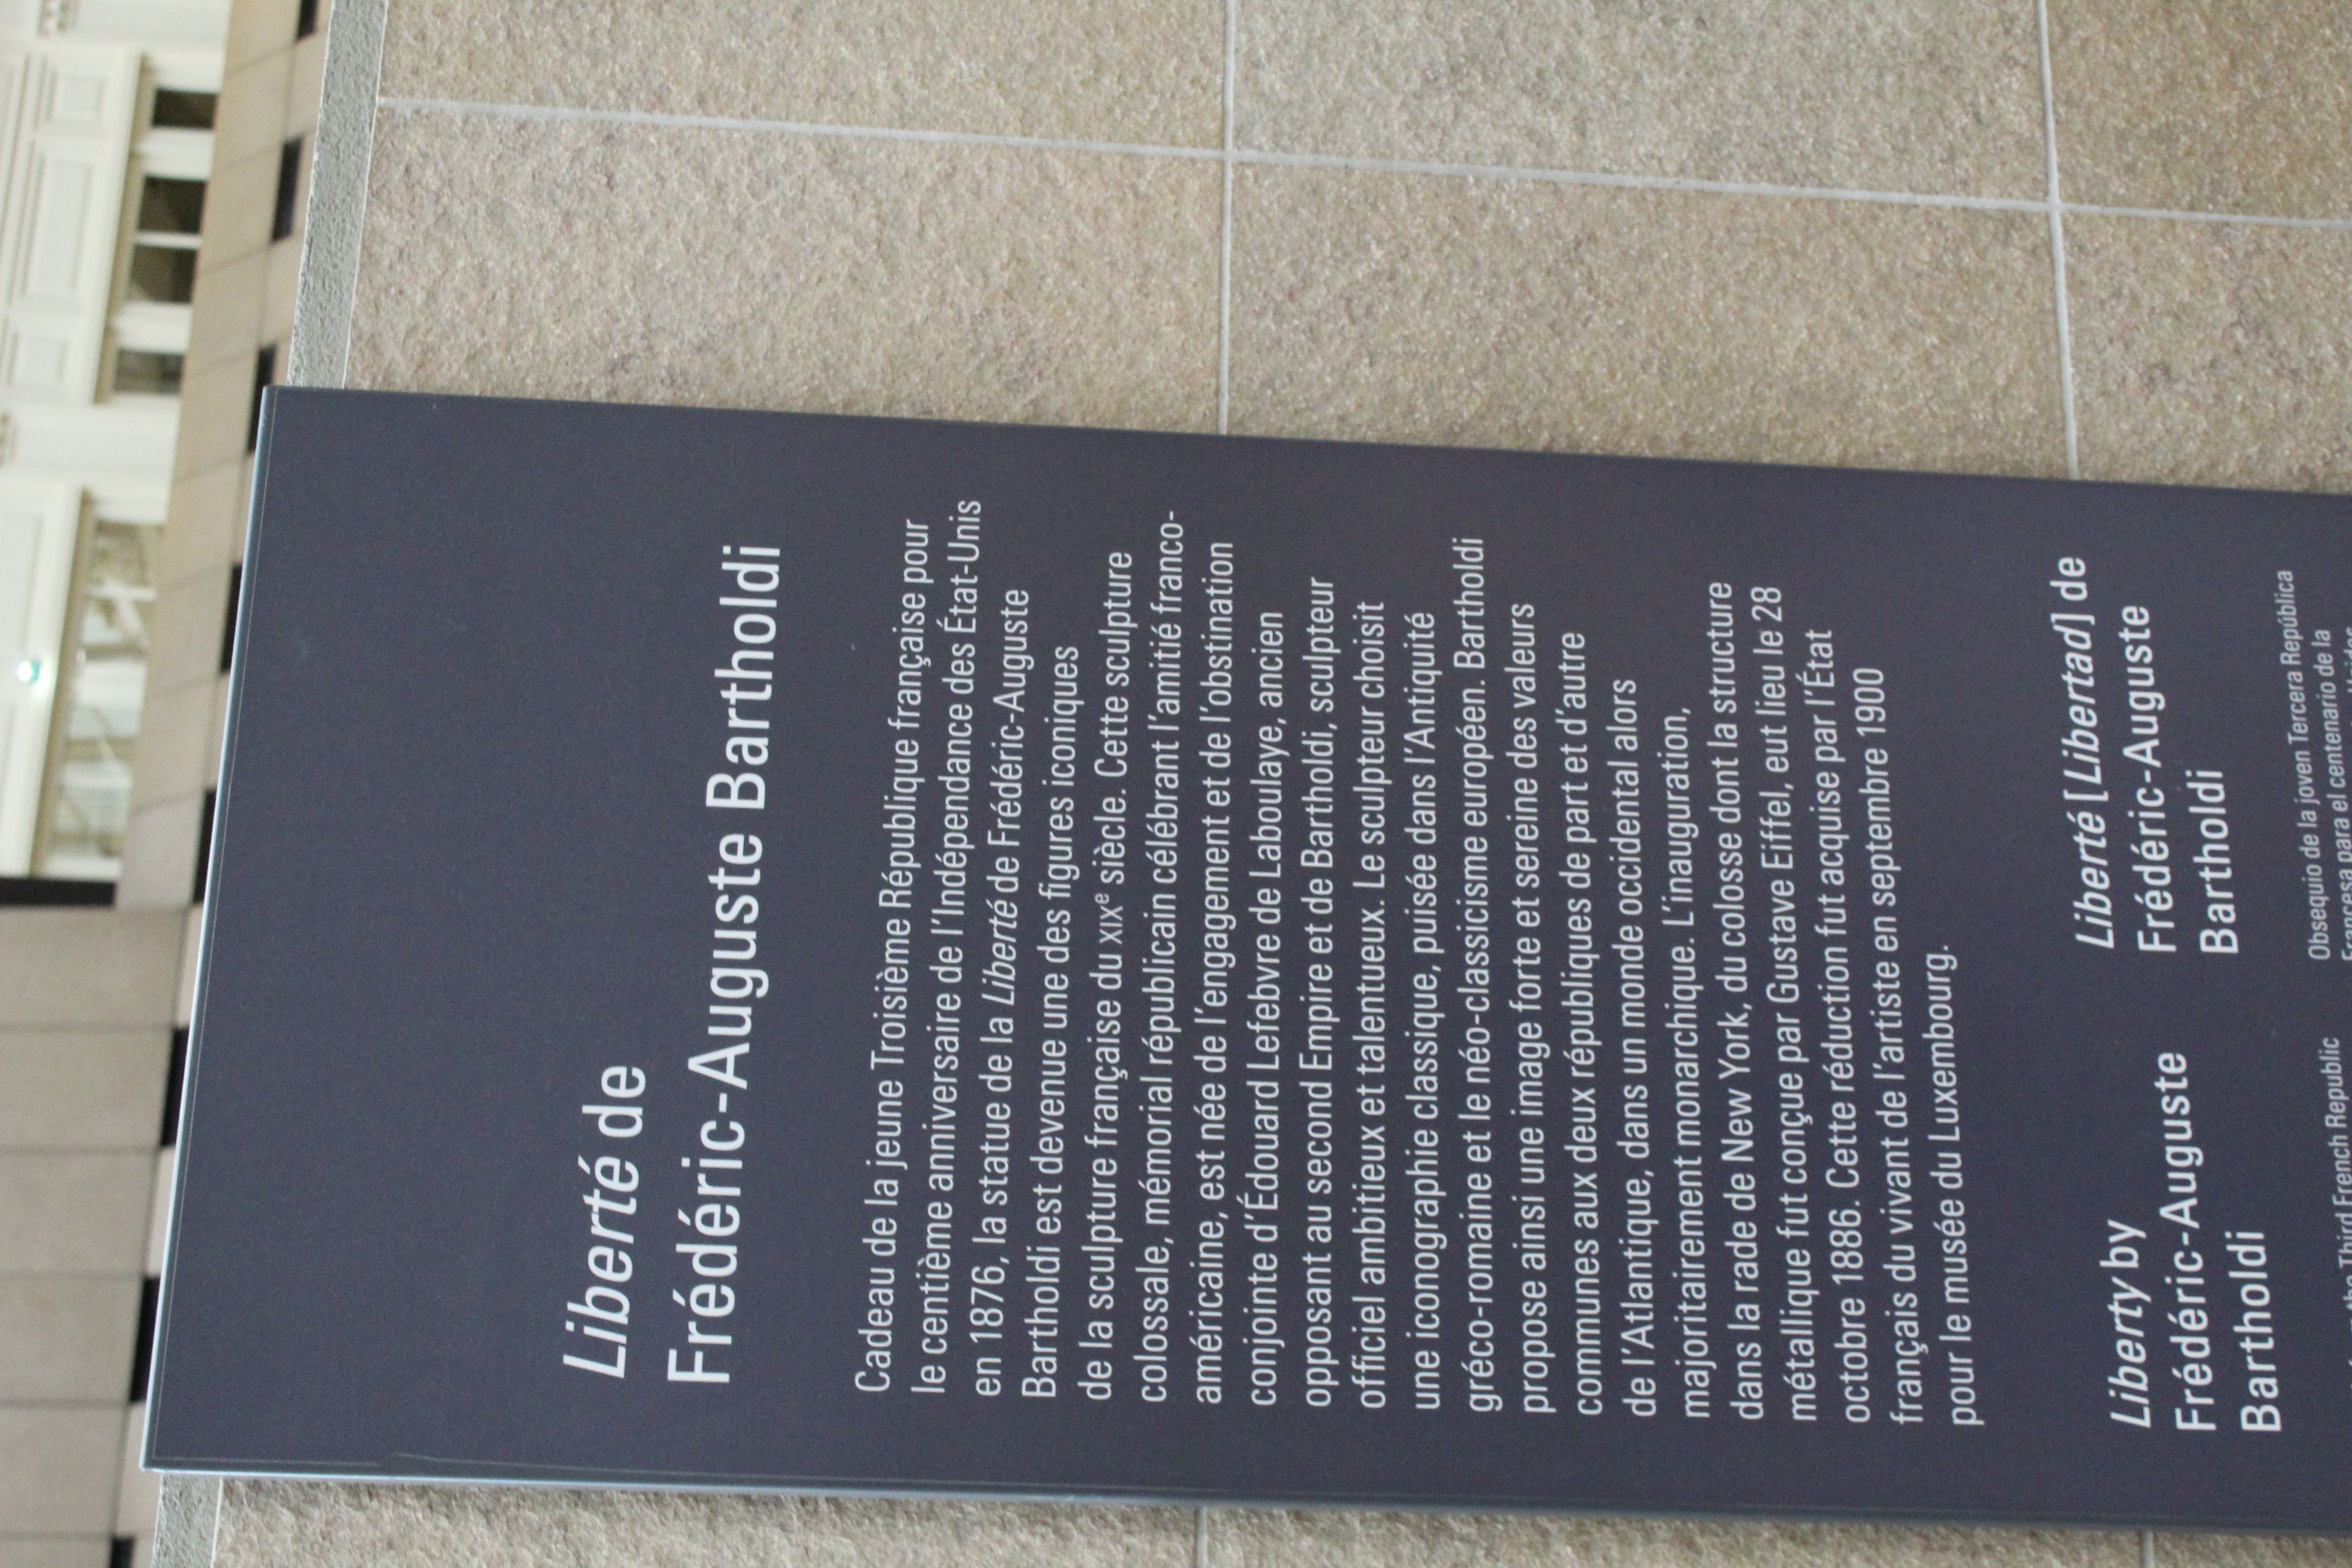 Liberté de
Frédéric-Auguste Bartholdi
Cadeau de la jeune Troisième République française pour
le centième anniversaire de l'Indépendance des État-Unis
en 1876, la statue de la Liberté de Frédéric-Auguste
Bartholdi est devenue une des figures iconiques
de la sculpture française du XIXe siècle. Cette sculpture
colossale, mémorial républicain célébrant l'amitié franco-
américaine, est née de l'engagement et de l'obstination
conjointe d'Édouard Lefebvre de Laboulaye, ancien
opposant au second Empire et de Bartholdi, sculpteur
officiel ambitieux et talentueux. Le sculpteur choisit
une iconographie classique, puisée dans l'Antiquité
gréco-romaine et le néo-classicisme européen. Bartholdi
propose ainsi une image forte et sereine des valeurs
communes aux deux républiques de part et d'autre
de l'Atlantique, dans un monde occidental alors
majoritairement monarchique. L'inauguration,
dans la rade de New York, du colosse dont la structure
métallique fut conçue par Gustave Eiffel, eut lieu le 28
octobre 1886. Cette réduction fut acquise par l'État
français du vivant de l'artiste en septembre 1900
pour le musée du Luxembourg.
Liberty by
Frédéric-Auguste
Bartholdi
Third French Republic
Liberté [Libertad] de
Frédéric-Auguste
Bartholdi
Obsequio de la joven Tercera República
Francesa para el centenario de la